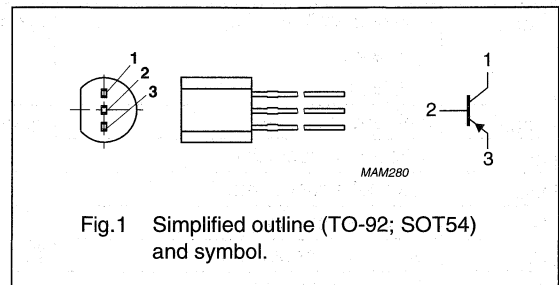 1
2
3
1
2
3
MAM280
Fig.1 Simplified outline (TO-92; SOT54)
and symbol.